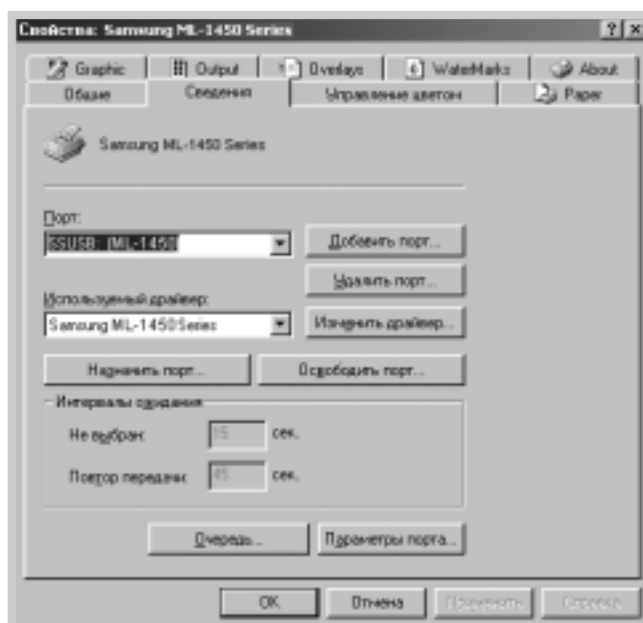 Свойства: Samsung ML-1450 Series
Graphic Output Overlays WaterMarks About
Общие Сведения Управление цветом Paper
Samsung ML-1450 Series
Порт:
SSUSB: (ML-1450) Добавить порт...
Удалить порт...
Используемый драйвер:
Samsung ML-1450 Series Изменить драйвер...
Назначить порт... Освободить порт...
Интервалы ожидания
Не выбран: 15 сек.
Повтор передачи: 45 сек.
Очередь... Параметры порта...
OK Отмена Применить Справка